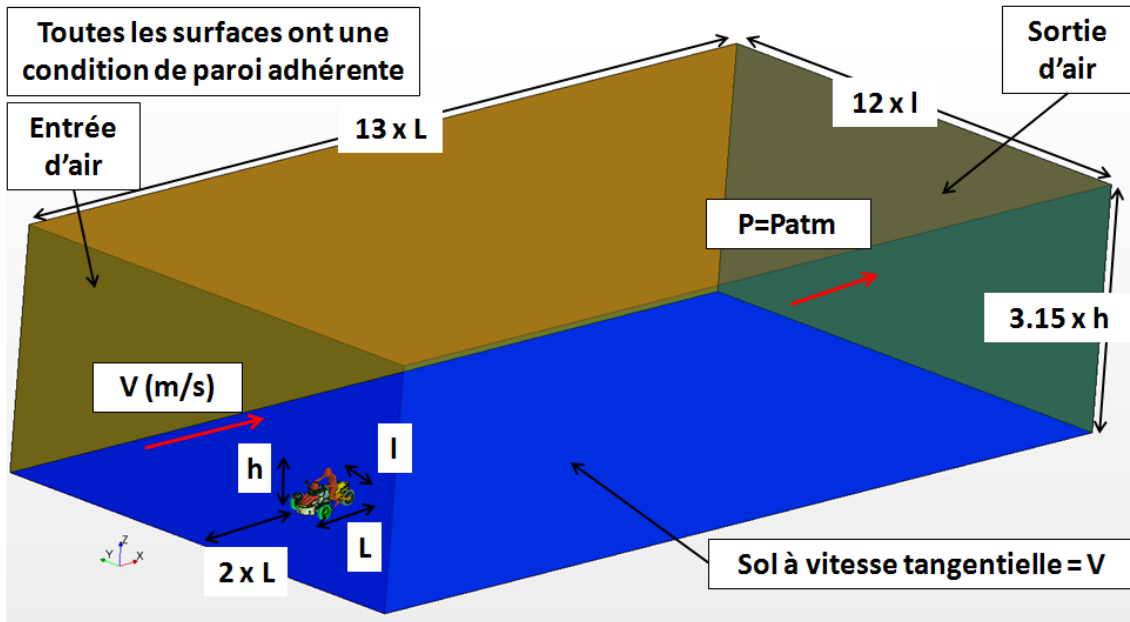 Toutes les surfaces ont une
condition de paroi adhérente
Sortie
d'air
Entrée
d'air
13 x L
12 x l
P=Patm
3.15 x h
V (m/s)
h
l
L
2 x L
Sol à vitesse tangentielle = V
Z
Y
X